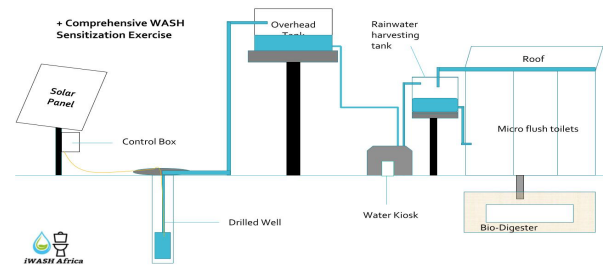 + Comprehensive WASH
Sensitization Exercise
Overhead
Tank
Rainwater
harvesting
tank
Roof
Solar
Panel
Control Box
Micro flush toilets
Drilled Well
Water Kiosk
Bio-Digester
iWASH Africa